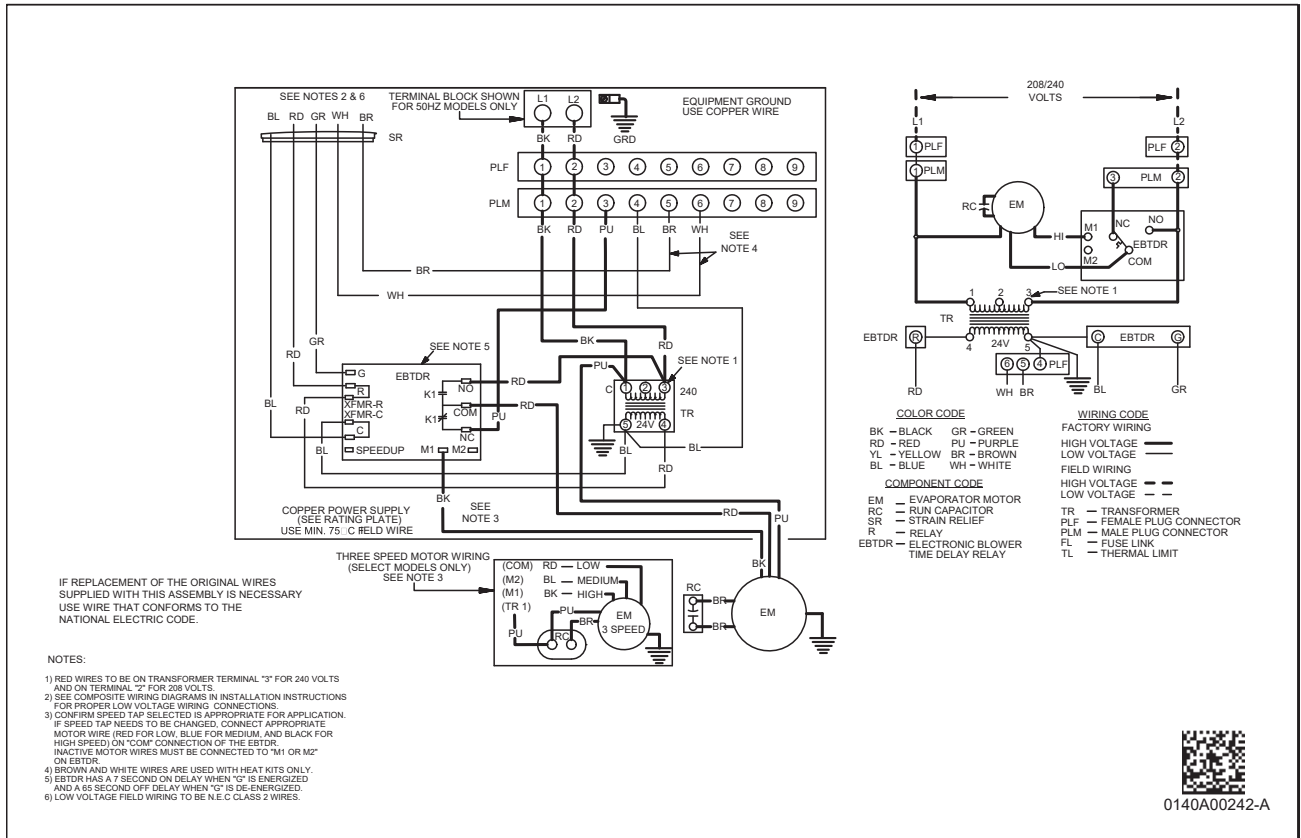 SEE NOTES 2 & 6
BL RD GR WH BR
SR
TERMINAL BLOCK SHOWN
FOR 50HZ MODELS ONLY
L1 L2
BK RD
GRD
EQUIPMENT GROUND
USE COPPER WIRE
PLF 1 2 3 4 5 6 7 8 9
PLM 1 2 3 4 5 6 7 8 9
BK RD PU BL BR WH
SEE
NOTE 4
BR
WH
GR
RD
BL
RD
SEE NOTE 5
EBTDR
G
R
XFMR-R
XFMR-C
C
SPEEDUP
K1
K1
NO
COM
NC
M1 M2
RD
RD
PU
BK
PU
RD
SEE NOTE 1
C 1 2 3 240
TR
5 24V 4
BL
BL
BL
RD
BK
SEE
NOTE 3
COPPER POWER SUPPLY
(SEE RATING PLATE)
USE MIN. 75□C FIELD WIRE
RD
PU
BK
THREE SPEED MOTOR WIRING
(SELECT MODELS ONLY)
SEE NOTE 3
(COM) RD LOW
(M2) BL MEDIUM
(M1) BK HIGH
(TR 1)
PU
PU
BR
RC
EM
3 SPEED
RC
BR
BR
EM
208/240
VOLTS
L1
L2
1 PLF
PLF 2
1 PLM
3 PLM 2
RC
EM
HI
LO
M1
M2
NC
NO
EBTDR
COM
SEE NOTE 1
1 2 3
TR
4 24V 5
EBTDR R
C EBTDR G
6 5 4 PLF
RD
WH BR
BL
GR
COLOR CODE
BK – BLACK GR – GREEN
RD – RED PU – PURPLE
YL – YELLOW BR – BROWN
BL – BLUE WH – WHITE
COMPONENT CODE
EM – EVAPORATOR MOTOR
RC – RUN CAPACITOR
SR – STRAIN RELIEF
R – RELAY
EBTDR – ELECTRONIC BLOWER
TIME DELAY RELAY
WIRING CODE
FACTORY WIRING
HIGH VOLTAGE
LOW VOLTAGE
FIELD WIRING
HIGH VOLTAGE
LOW VOLTAGE
TR – TRANSFORMER
PLF – FEMALE PLUG CONNECTOR
PLM – MALE PLUG CONNECTOR
FL – FUSE LINK
TL – THERMAL LIMIT
IF REPLACEMENT OF THE ORIGINAL WIRES
SUPPLIED WITH THIS ASSEMBLY IS NECESSARY
USE WIRE THAT CONFORMS TO THE
NATIONAL ELECTRIC CODE.
NOTES:
1) RED WIRES TO BE ON TRANSFORMER TERMINAL "3" FOR 240 VOLTS
AND ON TERMINAL "2" FOR 208 VOLTS.
2) SEE COMPOSITE WIRING DIAGRAMS IN INSTALLATION INSTRUCTIONS
FOR PROPER LOW VOLTAGE WIRING CONNECTIONS.
3) CONFIRM SPEED TAP SELECTED IS APPROPRIATE FOR APPLICATION.
IF SPEED TAP NEEDS TO BE CHANGED, CONNECT APPROPRIATE
MOTOR WIRE (RED FOR LOW, BLUE FOR MEDIUM, AND BLACK FOR
HIGH SPEED) ON "COM" CONNECTION OF THE EBTDR.
INACTIVE MOTOR WIRES MUST BE CONNECTED TO "M1 OR M2"
ON EBTDR.
4) BROWN AND WHITE WIRES ARE USED WITH HEAT KITS ONLY.
5) EBTDR HAS A 7 SECOND ON DELAY WHEN "G" IS ENERGIZED
AND A 65 SECOND OFF DELAY WHEN "G" IS DE-ENERGIZED.
6) LOW VOLTAGE FIELD WIRING TO BE N.E.C CLASS 2 WIRES.
0140A00242-A